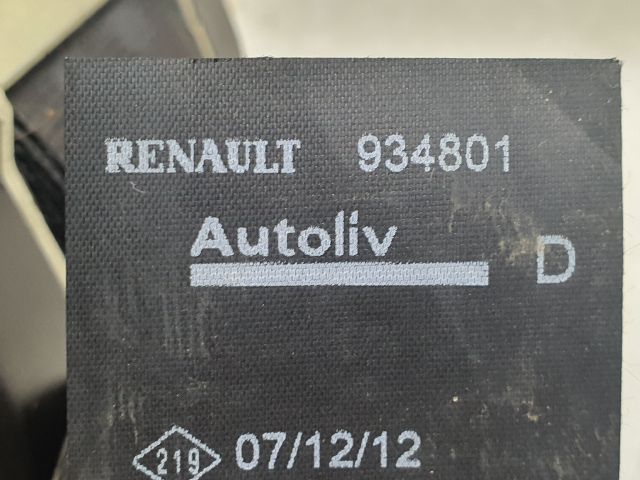 RENAULT 934801
Autoliv
D
219 07/12/12